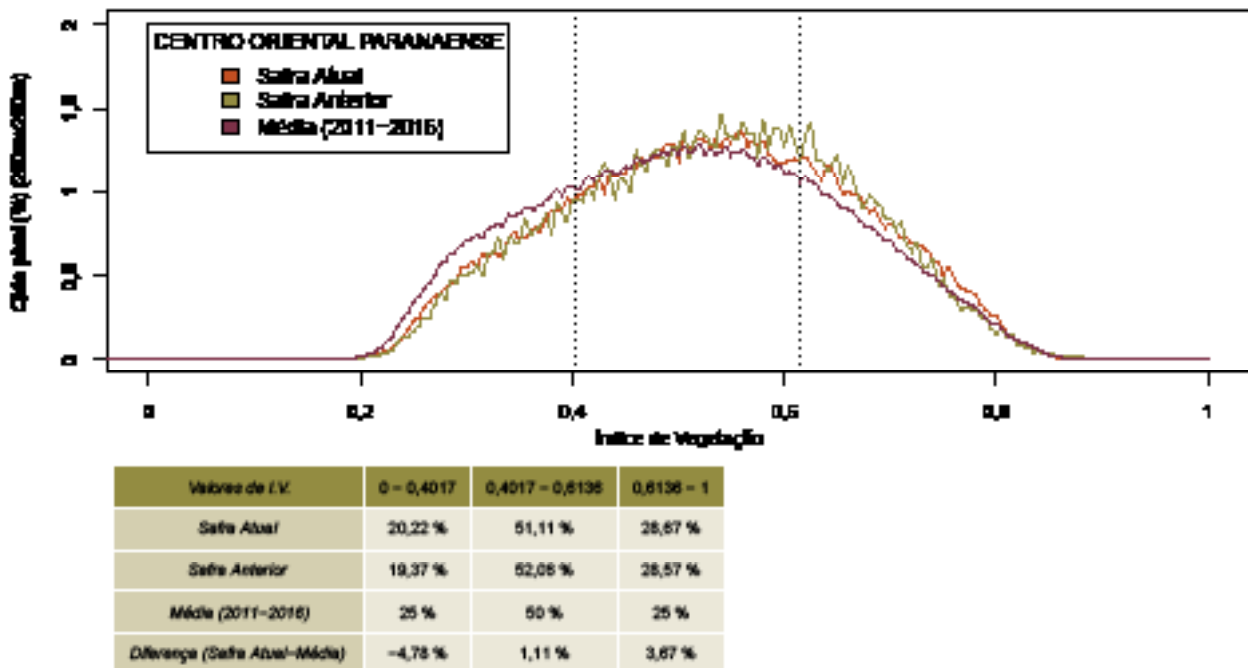 CENTRO ORIENTAL PARANAENSE
Safra Atual
Safra Anterior
Média (2011-2016)
Qtde pixel (%) (250mx250m)
2
1,5
1
0,5
0
0 0,2 0,4 0,6 0,8 1
Índice de Vegetação
Valores de I.V. 0 - 0,4017 0,4017 - 0,6136 0,6136 - 1
Safra Atual 20,22 % 51,11 % 28,67 %
Safra Anterior 19,37 % 52,06 % 28,57 %
Média (2011-2016) 25 % 50 % 25 %
Diferença (Safra Atual-Média) -4,78 % 1,11 % 3,67 %